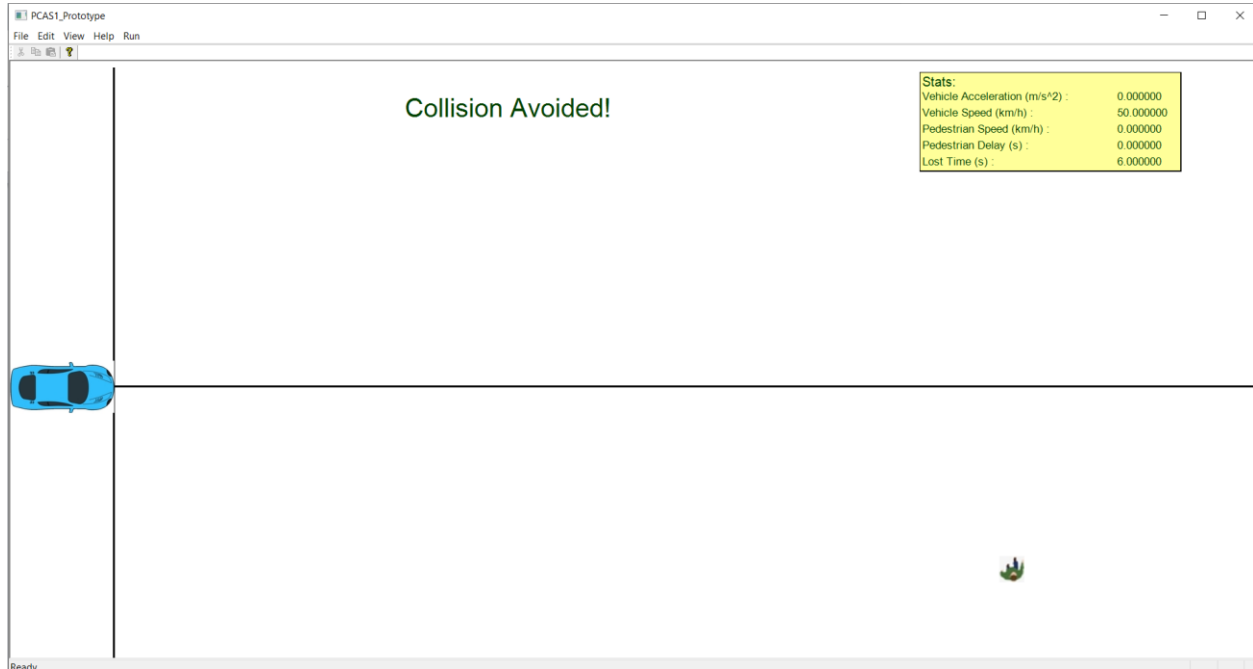 PCAS1_Prototype
File Edit View Help Run
Collision Avoided!
Stats:
Vehicle Acceleration (m/s^2) : 0.000000
Vehicle Speed (km/h) : 50.000000
Pedestrian Speed (km/h) : 0.000000
Pedestrian Delay (s) : 0.000000
Lost Time (s) : 6.000000
Ready